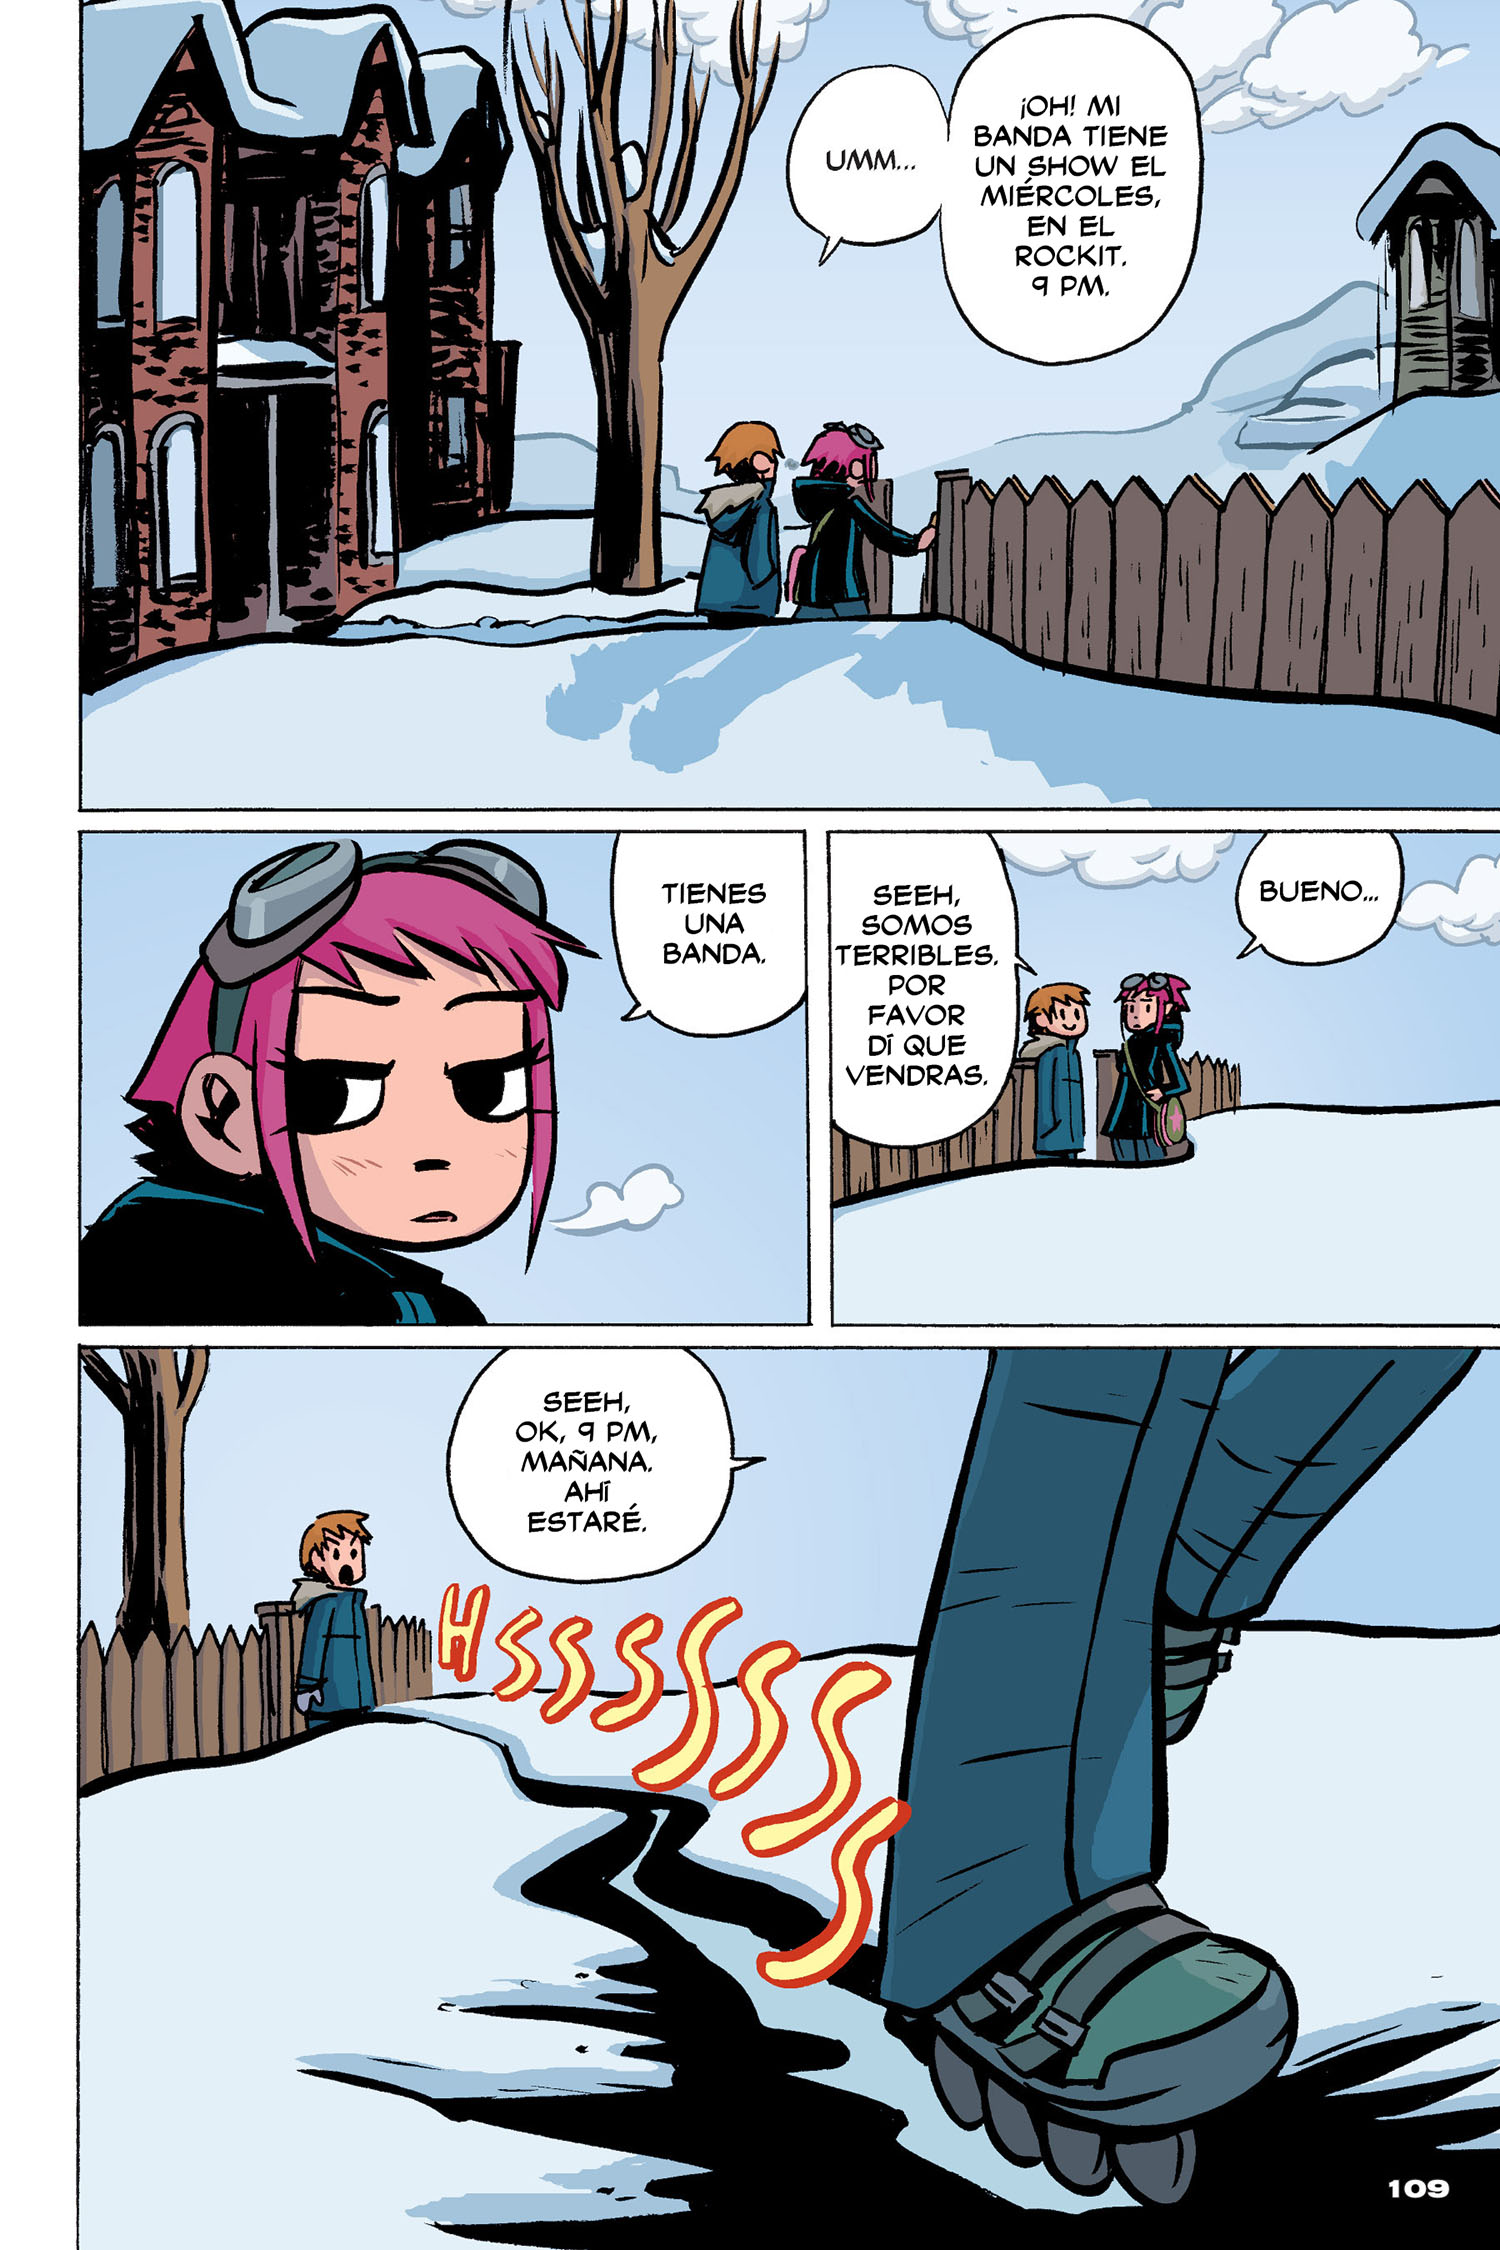 UMM...
¡OH! MI
BANDA TIENE
UN SHOW EL
MIÉRCOLES,
EN EL
ROCKIT.
9 PM.
TIENES
UNA
BANDA.
SEEH,
SOMOS
TERRIBLES.
POR
FAVOR
DÍ QUE
VENDRAS.
BUENO...
SEEH,
OK, 9 PM,
MAÑANA.
AHÍ
ESTARÉ.
HSSSSSSSS
109